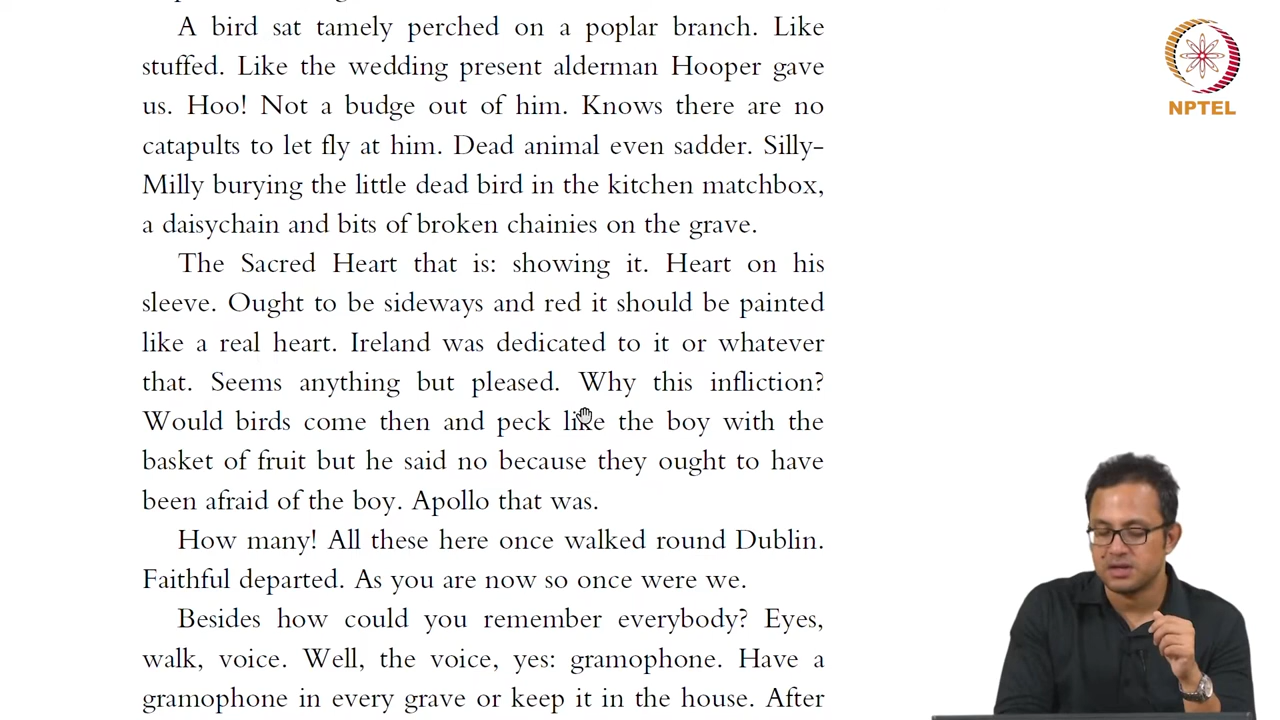 A bird sat tamely perched on a poplar branch. Like
stuffed. Like the wedding present alderman Hooper gave
us. Hoo! Not a budge out of him. Knows there are no
catapults to let fly at him. Dead animal even sadder. Silly-
Milly burying the little dead bird in the kitchen matchbox,
a daisychain and bits of broken chainies on the grave.
The Sacred Heart that is: showing it. Heart on his
sleeve. Ought to be sideways and red it should be painted
like a real heart. Ireland was dedicated to it or whatever
that. Seems anything but pleased. Why this infliction?
Would birds come then and peck like the boy with the
basket of fruit but he said no because they ought to have
been afraid of the boy. Apollo that was.
How many! All these here once walked round Dublin.
Faithful departed. As you are now so once were we.
Besides how could you remember everybody? Eyes,
walk, voice. Well, the voice, yes: gramophone. Have a
gramophone in every grave or keep it in the house. After
NPTEL